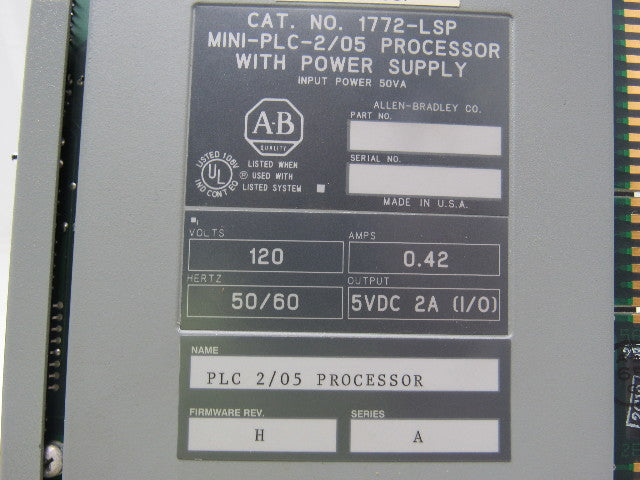 CAT. NO. 1772-LSP
MINI-PLC-2/05 PROCESSOR
WITH POWER SUPPLY
INPUT POWER 50VA
ALLEN-BRADLEY CO.
PART NO.
A-B
QUALITY
SERIAL NO.
LISTED 106V
UL
®
IND CONT EQ
LISTED WHEN
USED WITH
LISTED SYSTEM
MADE IN U.S.A.
VOLTS
120
AMPS
0.42
HERTZ
50/60
OUTPUT
5VDC 2A (I/O)
NAME
PLC 2/05 PROCESSOR
FIRMWARE REV.
H
SERIES
A